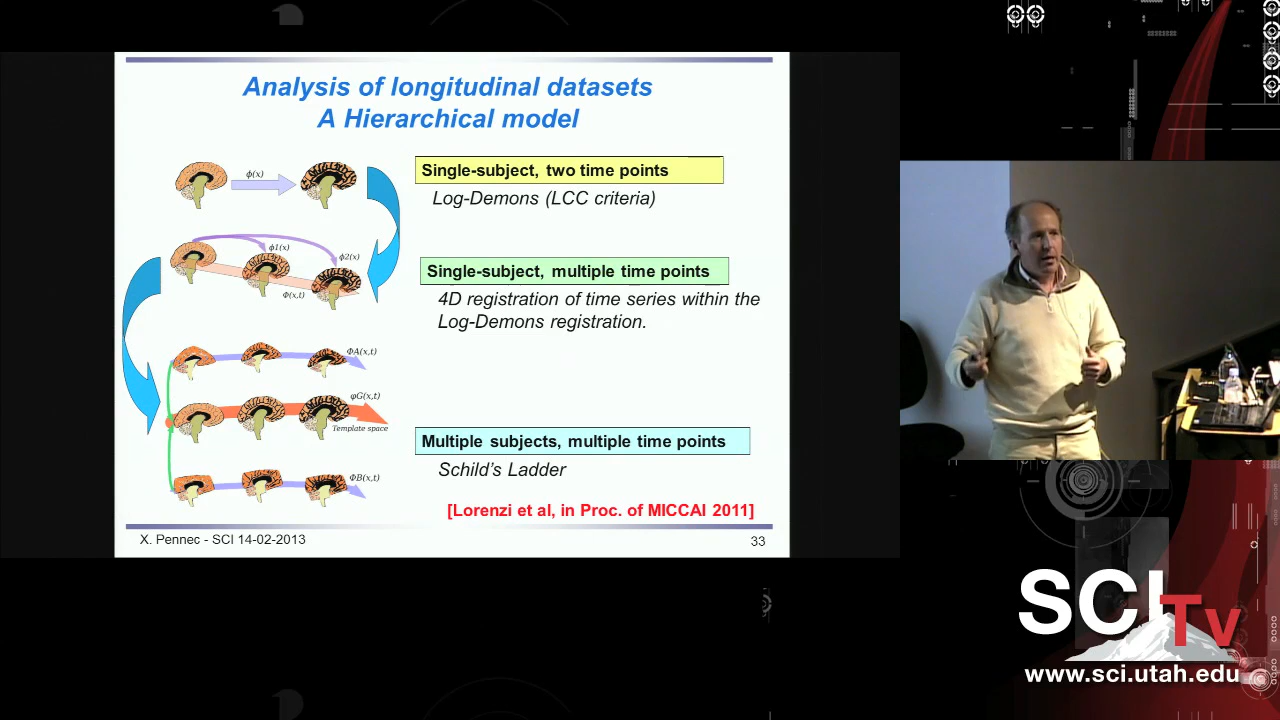 Analysis of longitudinal datasets
A Hierarchical model
ϕ(x)
Single-subject, two time points
Log-Demons (LCC criteria)
ϕ1(x)
ϕ2(x)
Φ(x,t)
Single-subject, multiple time points
4D registration of time series within the
Log-Demons registration.
ΦA(x,t)
φG(x,t)
Template space
ΦB(x,t)
Multiple subjects, multiple time points
Schild's Ladder
[Lorenzi et al, in Proc. of MICCAI 2011]
X. Pennec - SCI 14-02-2013
33
SCI
TV
www.sci.utah.edu